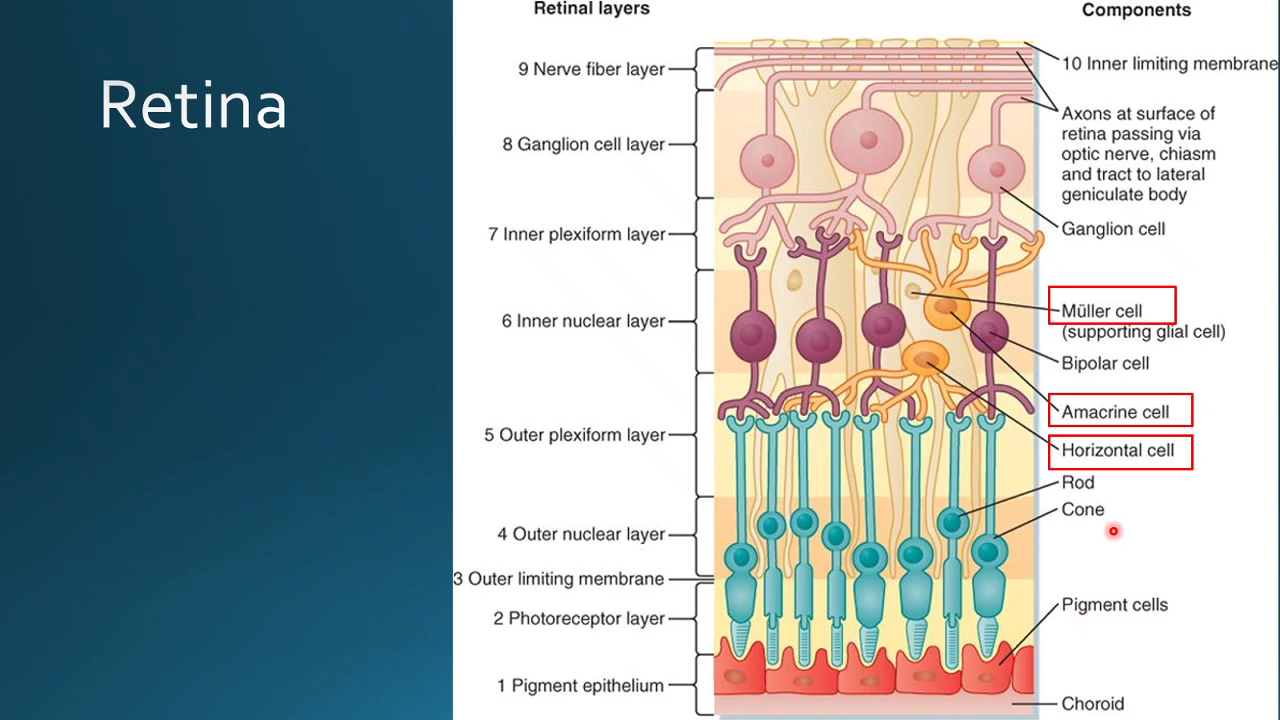 Retina
Retinal layers
9 Nerve fiber layer
8 Ganglion cell layer
7 Inner plexiform layer
6 Inner nuclear layer
5 Outer plexiform layer
4 Outer nuclear layer
3 Outer limiting membrane
2 Photoreceptor layer
1 Pigment epithelium
Components
10 Inner limiting membrane
Axons at surface of
retina passing via
optic nerve, chiasm
and tract to lateral
geniculate body
Ganglion cell
Müller cell
(supporting glial cell)
Bipolar cell
Amacrine cell
Horizontal cell
Rod
Cone
Pigment cells
Choroid